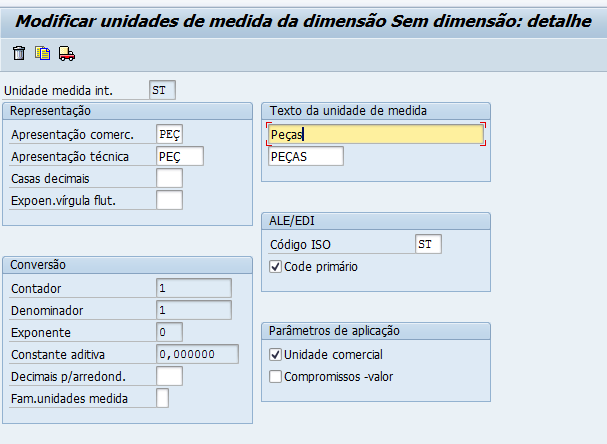 Modificar unidades de medida da dimensão Sem dimensão: detalhe
Unidade medida int. ST
Representação
Apresentação comerc. PEÇ
Apresentação técnica PEÇ
Casas decimais
Expoen.vírgula flut.
Texto da unidade de medida
Peças
PEÇAS
ALE/EDI
Código ISO ST
Code primário
Conversão
Contador 1
Denominador 1
Exponente 0
Constante aditiva 0,000000
Decimais p/arredond.
Fam.unidades medida
Parâmetros de aplicação
Unidade comercial
Compromissos -valor